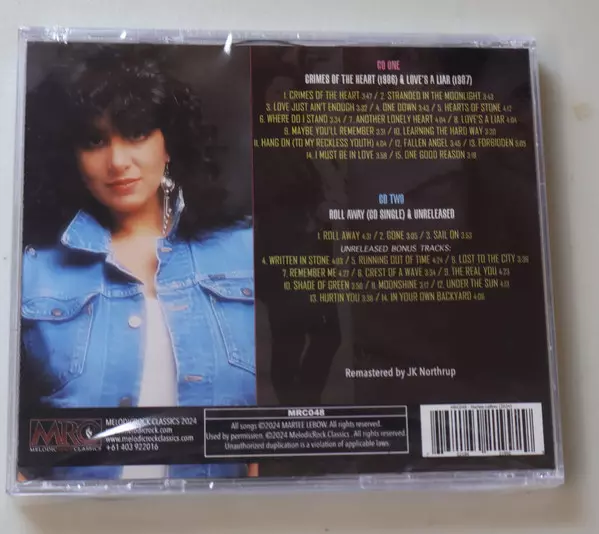 CD ONE
CRIMES OF THE HEART (1986) & LOVE'S A LIAR (1987)
1. CRIMES OF THE HEART 3:47 / 2. STRANDED IN THE MOONLIGHT 5:43
3. LOVE JUST AIN'T ENOUGH 3:32 / 4. ONE DOWN 3:43 / 5. HEARTS OF STONE 4:17
6. WHERE DO I STAND 3:34 / 7. ANOTHER LONELY HEART 4:04 / 8. LOVE'S A LIAR 4:04
9. MAYBE YOU'LL REMEMBER 3:31 / 10. LEARNING THE HARD WAY 3:20
11. HANG ON (TO MY RECKLESS YOUTH) 4:04 / 12. FALLEN ANGEL 3:45 / 13. FORBIDDEN
14. I MUST BE IN LOVE 3:58 / 15. ONE GOOD REASON 3:19
CD TWO
ROLL AWAY (CD SINGLE) & UNRELEASED
1. ROLL AWAY 4:31 / 2. GONE 3:05 / 3. SAIL ON 3:53
UNRELEASED BONUS TRACKS:
4. WRITTEN IN STONE 4:03 / 5. RUNNING OUT OF TIME 4:24 / 6. LOST TO THE CITY 3:38
7. REMEMBER ME 4:27 / 8. CREST OF A WAVE 3:34 / 9. THE REAL YOU 4:23
10. SHADE OF GREEN 3:50 / 11. MOONSHINE 3:17 / 12. UNDER THE SUN 4:11
13. HURTIN YOU 3:38 / 14. IN YOUR OWN BACKYARD 4:06
Remastered by JK Northrup
MRC
MELODIC ROCK CLASSICS
MELODICROCK CLASSICS 2024
www.melodicrock.com
www.melodicrockclassics.com
+61 403 922016
MRC048
All songs ©2024 MARTEE LEBOW. All rights reserved.
Used by permission. ©2024 MelodicRock Classics. All rights reserved.
Unauthorized duplication is a violation of applicable laws.